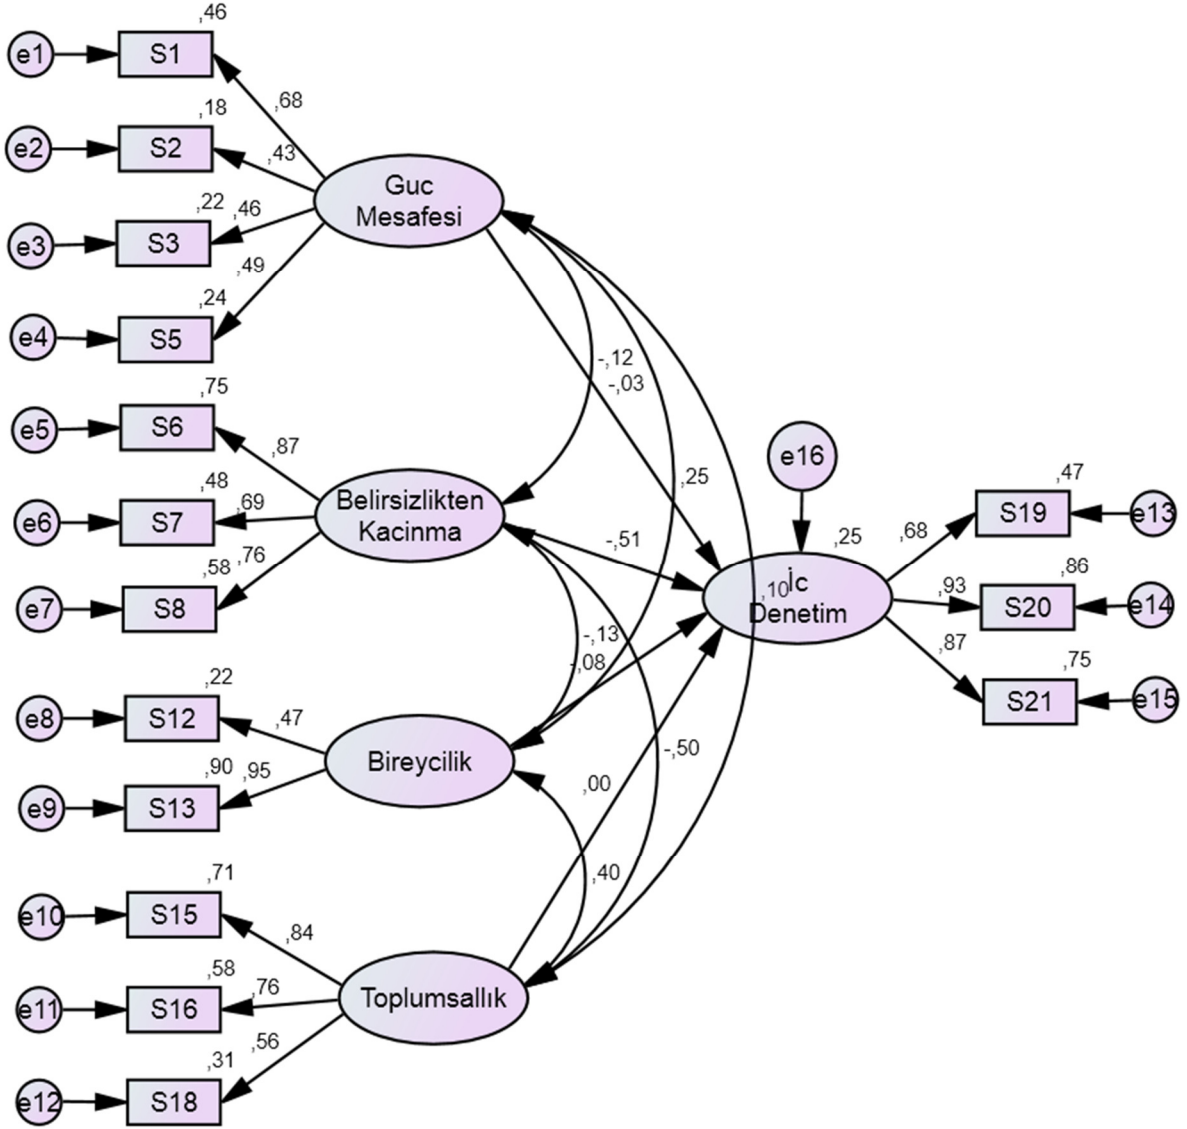 ,46
e1
S1
,68
,18
e2
S2
,43
Guc
Mesafesi
,22
,46
e3
S3
,49
,24
e4
S5
-,12
-,03
,75
e5
S6
,87
,25
e16
,48
,69
e6
S7
Belirsizlikten
Kacinma
,47
S19
e13
,68
-,51
,25
,58
,76
e7
S8
,10
İc
Denetim
,93
,86
S20
e14
-,13
-,08
,87
,75
S21
e15
,22
e8
S12
,47
Bireycilik
-,50
,90
,95
e9
S13
,00
,71
,40
e10
S15
,84
,58
,76
e11
S16
Toplumsallık
,56
,31
e12
S18